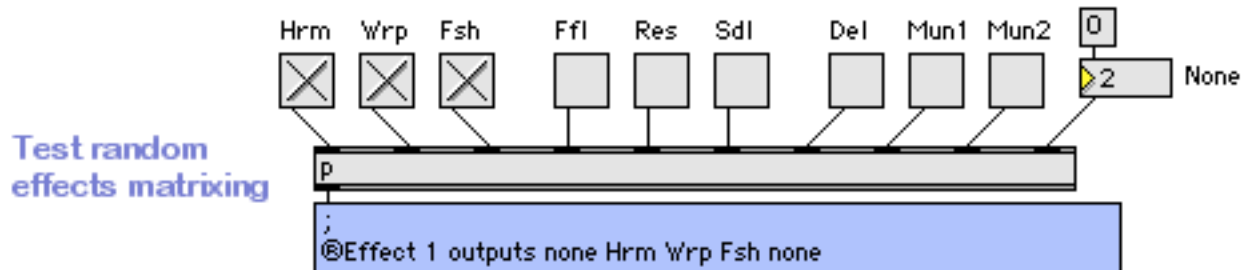 Hrm Wrp Fsh Ffl Res Sdl Del Mun1 Mun2 0
2 None
Test random
effects matrixing
p
;
®Effect 1 outputs none Hrm Wrp Fsh none